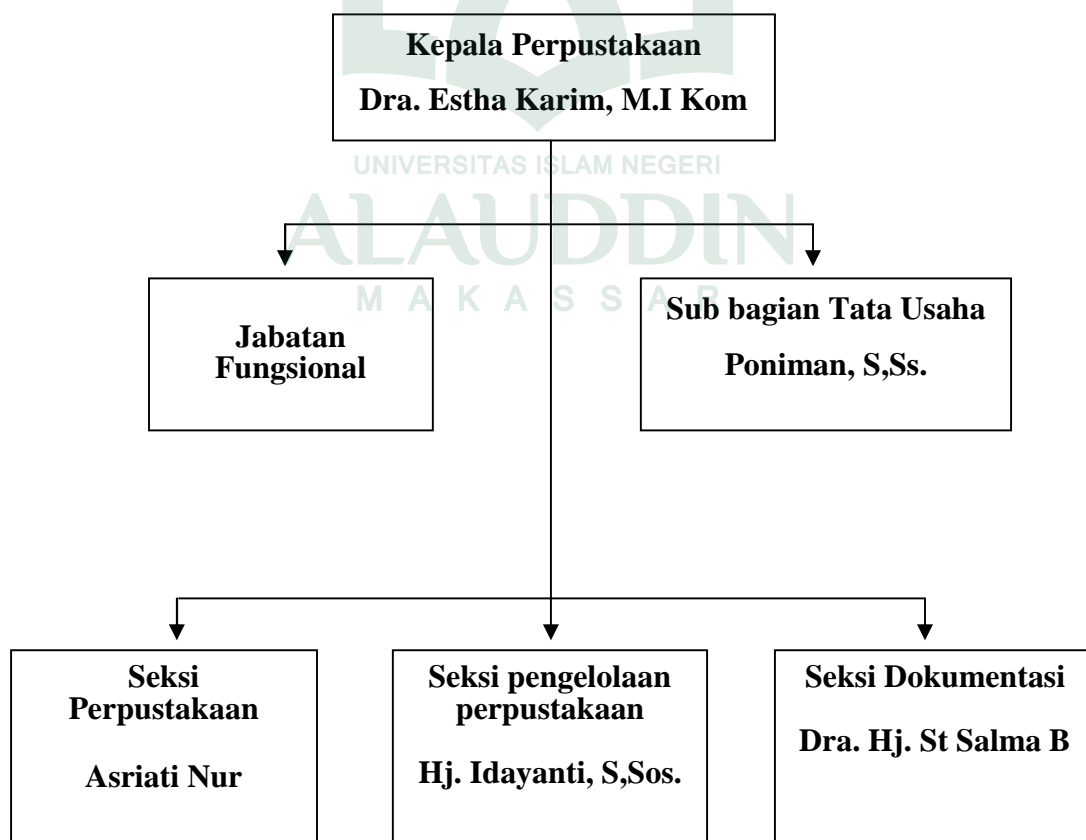 Kepala Perpustakaan
Dra. Estha Karim, M.I Kom
UNIVERSITAS ISLAM NEGERI
ALAUDDIN
MAKASSAR
Jabatan
Fungsional
Sub bagian Tata Usaha
Poniman, S,Ss.
Seksi
Perpustakaan
Asriati Nur
Seksi pengelolaan
perpustakaan
Hj. Idayanti, S,Sos.
Seksi Dokumentasi
Dra. Hj. St Salma B